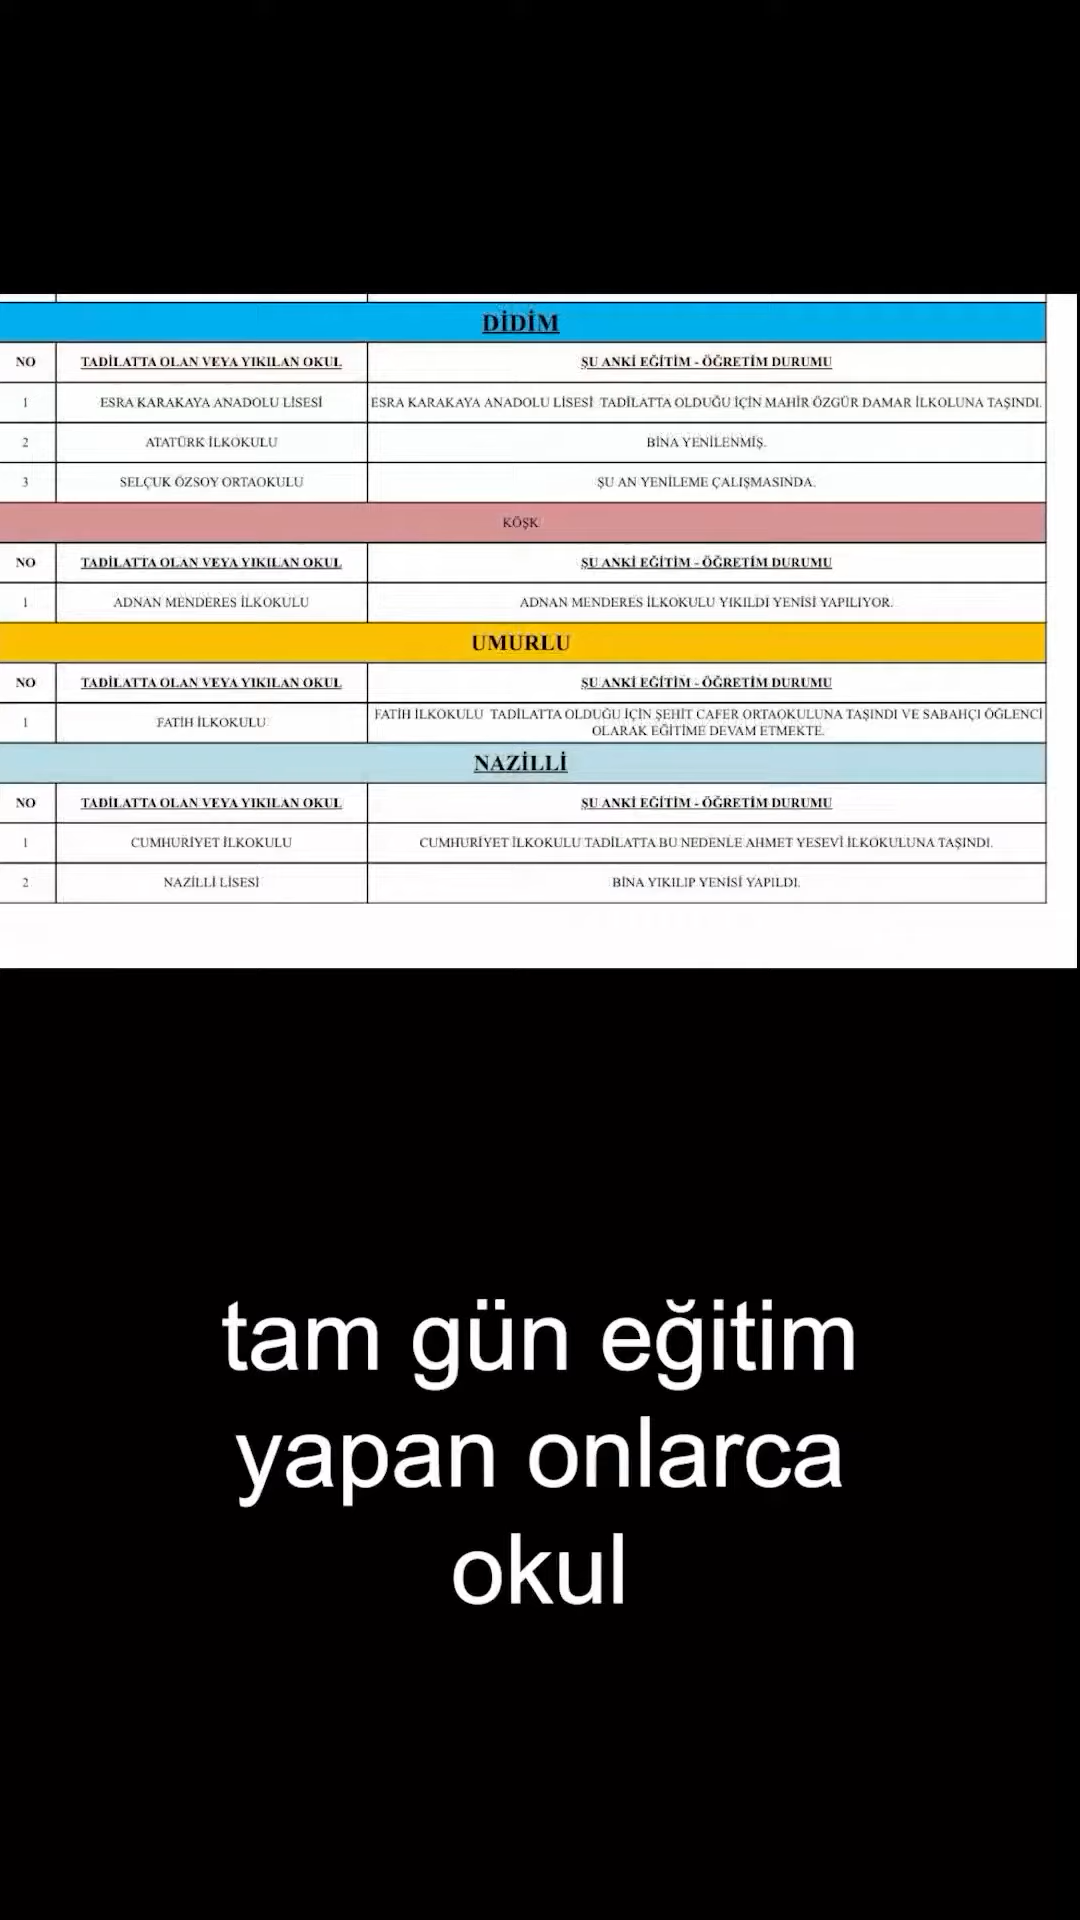 DİDİM
NO TADİLATTA OLAN VEYA YIKILAN OKUL ŞU ANKİ EĞİTİM - ÖĞRETİM DURUMU
1 ESRA KARAKAYA ANADOLU LİSESİ ESRA KARAKAYA ANADOLU LİSESİ TADİLATTA OLDUĞU İÇİN MAHİR ÖZGÜR DAMAR İLKOLUNA TAŞINDI.
2 ATATÜRK İLKOKULU BİNA YENİLENMİŞ.
3 SELÇUK ÖZSOY ORTAOKULU ŞU AN YENİLEME ÇALIŞMASINDA.
KÖŞK
NO TADİLATTA OLAN VEYA YIKILAN OKUL ŞU ANKİ EĞİTİM - ÖĞRETİM DURUMU
1 ADNAN MENDERES İLKOKULU ADNAN MENDERES İLKOKULU YIKILDI YENİSİ YAPILIYOR.
UMURLU
NO TADİLATTA OLAN VEYA YIKILAN OKUL ŞU ANKİ EĞİTİM - ÖĞRETİM DURUMU
1 FATİH İLKOKULU FATİH İLKOKULU TADİLATTA OLDUĞU İÇİN ŞEHİT CAFER ORTAOKULUNA TAŞINDI VE SABAHÇI ÖĞLENCİ
OLARAK EĞİTİME DEVAM ETMEKTE.
NAZİLLİ
NO TADİLATTA OLAN VEYA YIKILAN OKUL ŞU ANKİ EĞİTİM - ÖĞRETİM DURUMU
1 CUMHURİYET İLKOKULU CUMHURİYET İLKOKULU TADİLATTA BU NEDENLE AHMET YESEVİ İLKOKULUNA TAŞINDI.
2 NAZİLLİ LİSESİ BİNA YIKILIP YENİSİ YAPILDI.
tam gün eğitim
yapan onlarca
okul